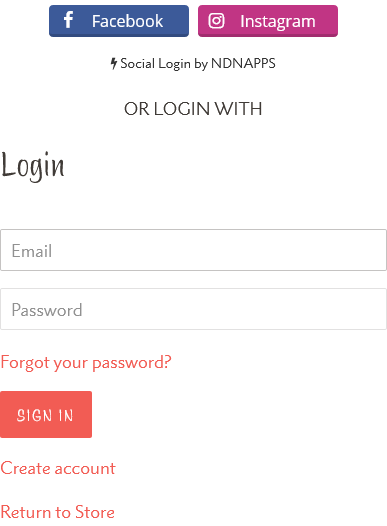 Facebook Instagram
Social Login by NDNAPPS
OR LOGIN WITH
Login
Email
Password
Forgot your password?
SIGN IN
Create account
Return to Store